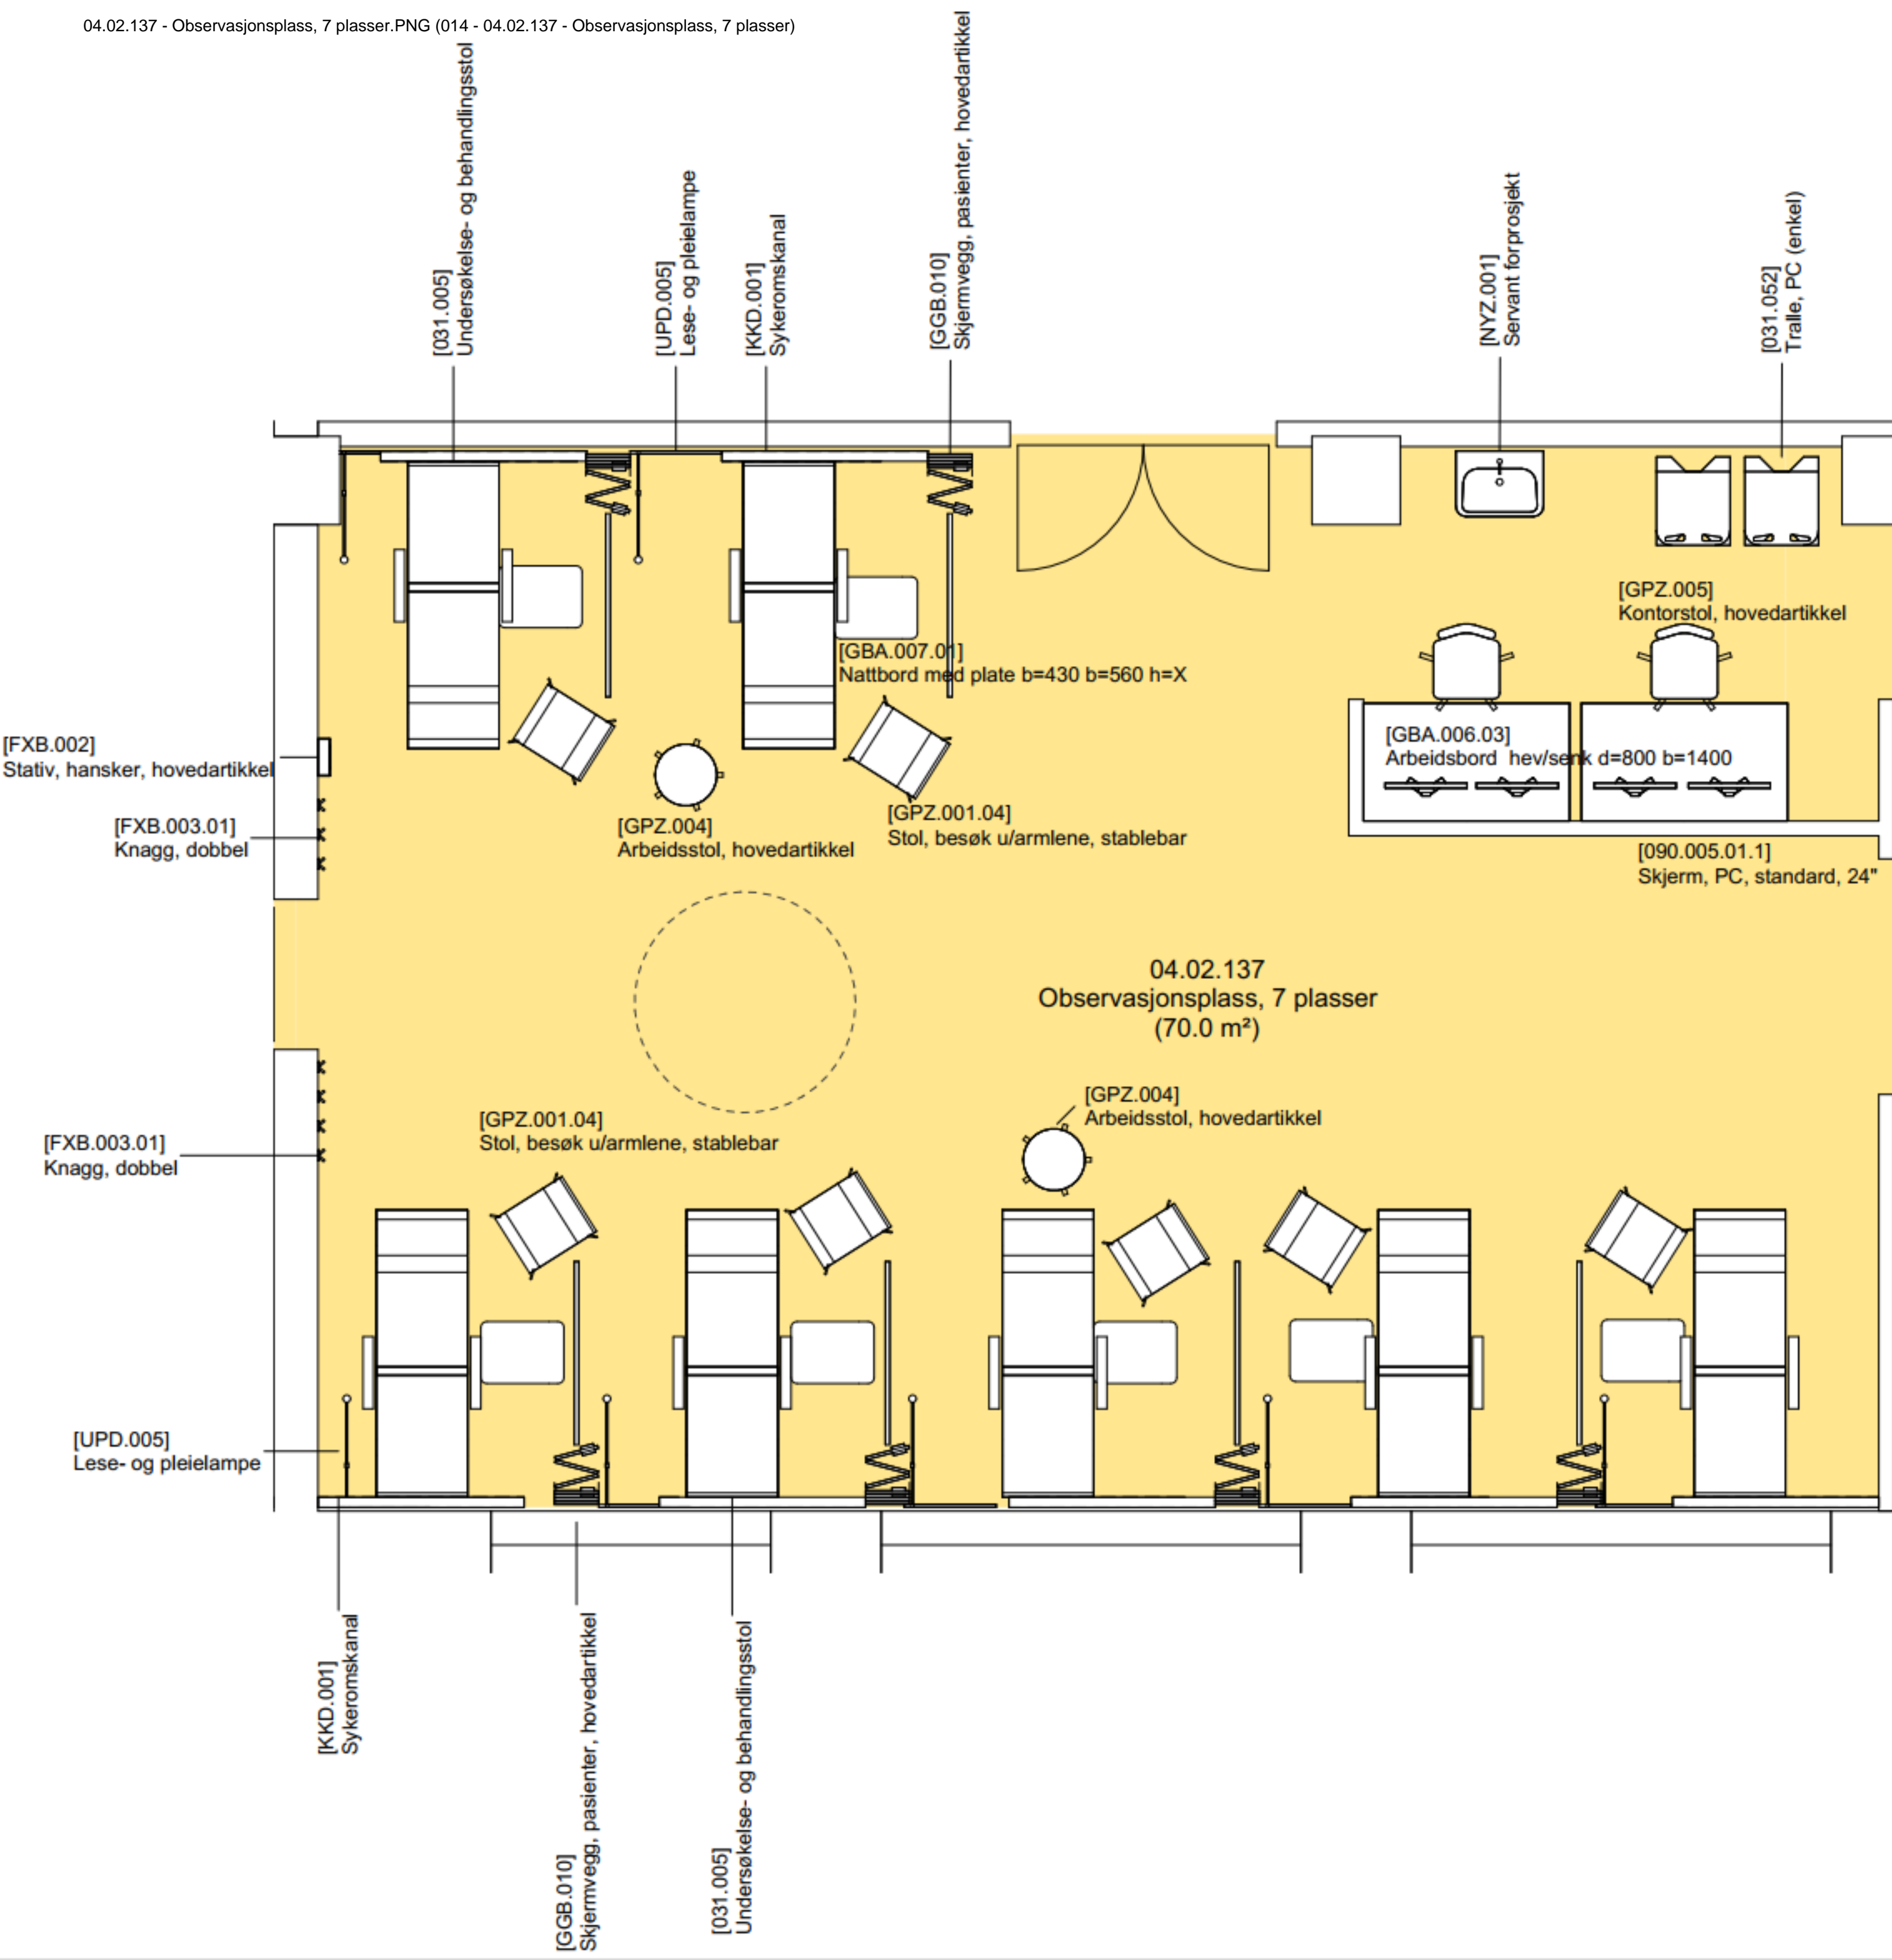 04.02.137 - Observasjonsplass, 7 plasser.PNG (014 - 04.02.137 - Observasjonsplass, 7 plasser)
[031.005]
Undersøkelse- og behandlingsstol
[UPD.005]
Lese- og pleielampe
[KKD.001]
Sykeromskanal
[GGB.010]
Skjermvegg, pasienter, hovedartikkel
[NYZ.001]
Servant forprosjekt
[031.052]
Tralle, PC (enkel)
[GPZ.005]
Kontorstol, hovedartikkel
[GBA.007.01]
Nattbord med plate b=430 b=560 h=X
[FXB.002]
Stativ, hansker, hovedartikkel
[GBA.006.03]
Arbeidsbord  hev/senk d=800 b=1400
[FXB.003.01]
Knagg, dobbel
[GPZ.004]
Arbeidsstol, hovedartikkel
[GPZ.001.04]
Stol, besøk u/armlene, stablebar
[090.005.01.1]
Skjerm, PC, standard, 24"
04.02.137
Observasjonsplass, 7 plasser
(70.0 m²)
[GPZ.004]
Arbeidsstol, hovedartikkel
[GPZ.001.04]
Stol, besøk u/armlene, stablebar
[FXB.003.01]
Knagg, dobbel
[UPD.005]
Lese- og pleielampe
[KKD.001]
Sykeromskanal
[GGB.010]
Skjermvegg, pasienter, hovedartikkel
[031.005]
Undersøkelse- og behandlingsstol